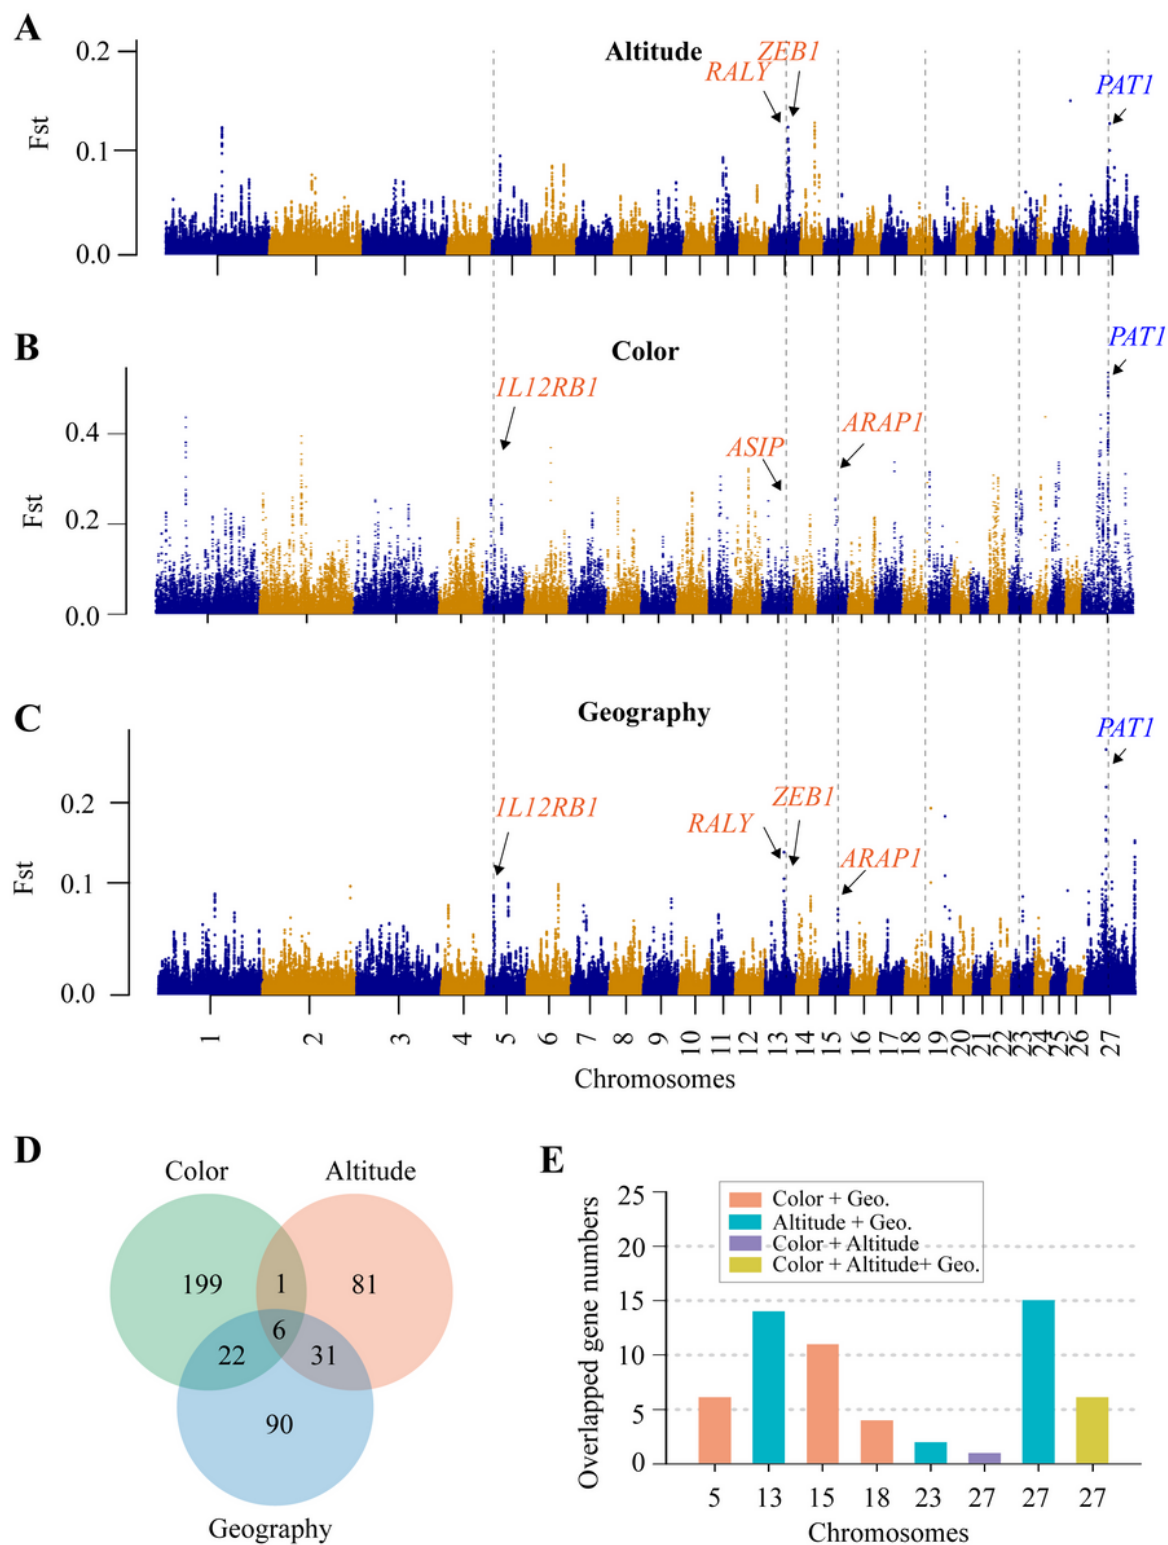 A
Altitude
0.2
0.1
0.0
Fst
RALY
ZEB1
PAT1
B
Color
0.4
0.2
0.0
Fst
1L12RB1
ASIP
ARAP1
PAT1
C
Geography
0.2
0.1
0.0
Fst
1L12RB1
RALY
ZEB1
ARAP1
PAT1
1 2 3 4 5 6 7 8 9 10 11 12 13 14 15 16 17 18 19 20 21 22 23 24 25 26 27
Chromosomes
D
Color
Altitude
199
1
81
6
22
31
90
Geography
E
Color + Geo.
Altitude + Geo.
Color + Altitude
Color + Altitude+ Geo.
25
20
15
10
5
0
Overlapped gene numbers
5 13 15 18 23 27 27 27
Chromosomes